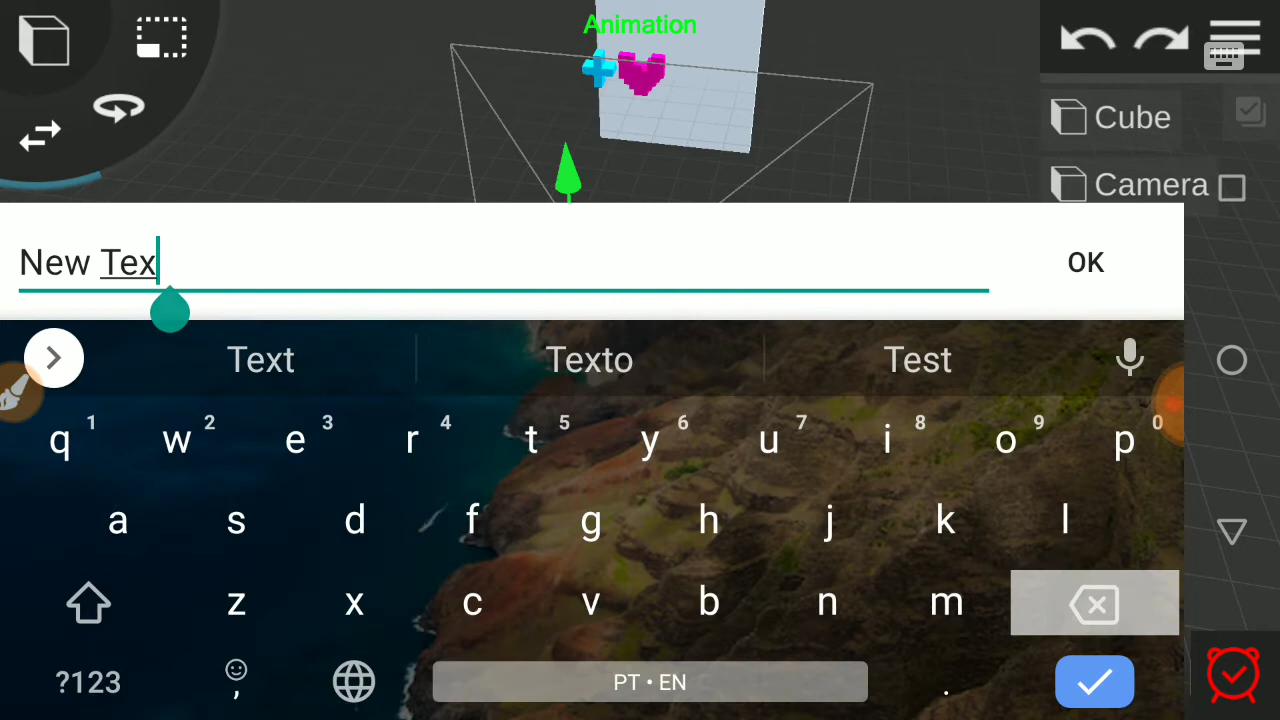 Animation
Cube
Camera
New Tex
OK
Text Texto Test
q 1 w 2 e 3 r 4 t 5 y 6 u 7 i 8 o 9 p 0
a s d f g h j k l
z x c v b n m
?123 , PT • EN .